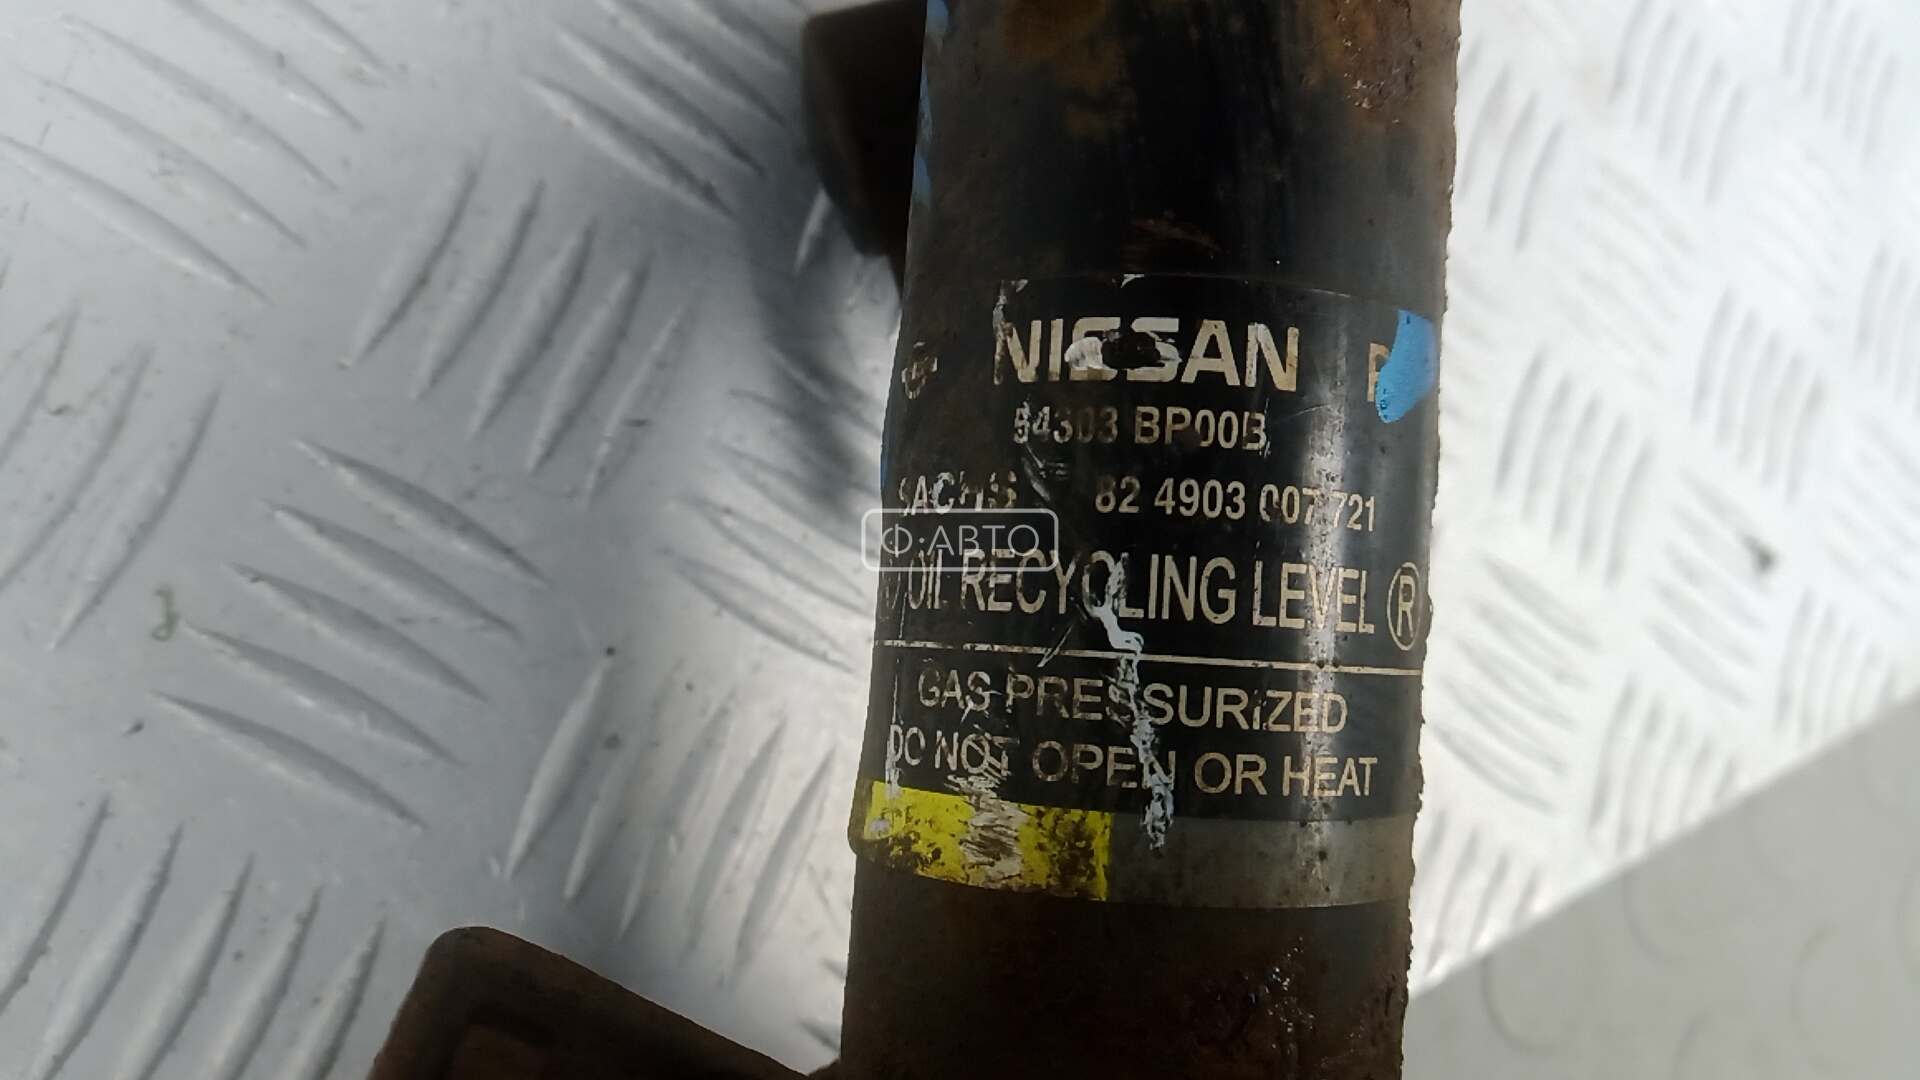 NISSAN
54303 BP00B
SACHS 82 4903 007 721
OIL RECYCLING LEVEL Ⓡ
GAS PRESSURIZED
DO NOT OPEN OR HEAT
Ф·АВТО